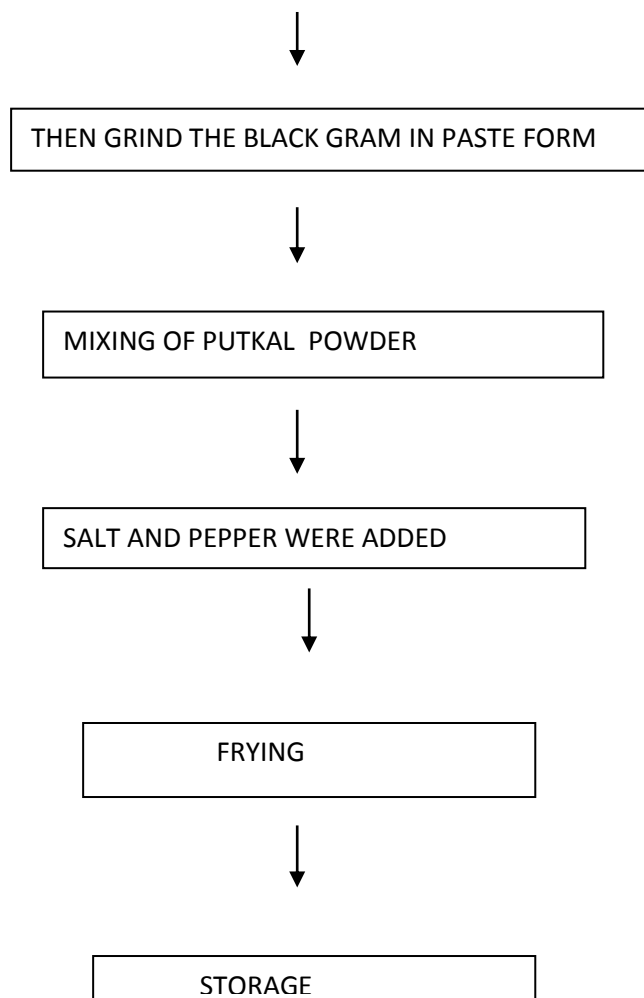 THEN GRIND THE BLACK GRAM IN PASTE FORM
MIXING OF PUTKAL  POWDER
SALT AND PEPPER WERE ADDED
FRYING
STORAGE